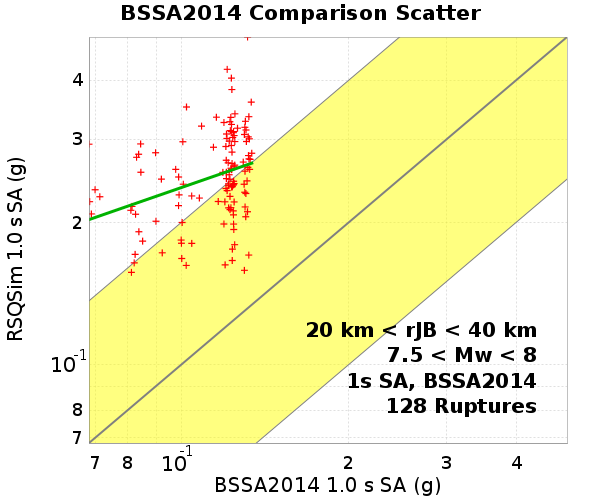 BSSA2014 Comparison Scatter
RSQSim 1.0 s SA (g)
4
3
2
10-1
8
7
20 km < rJB < 40 km
7.5 < Mw < 8
1s SA, BSSA2014
128 Ruptures
7 8 10-1 2 3 4
BSSA2014 1.0 s SA (g)